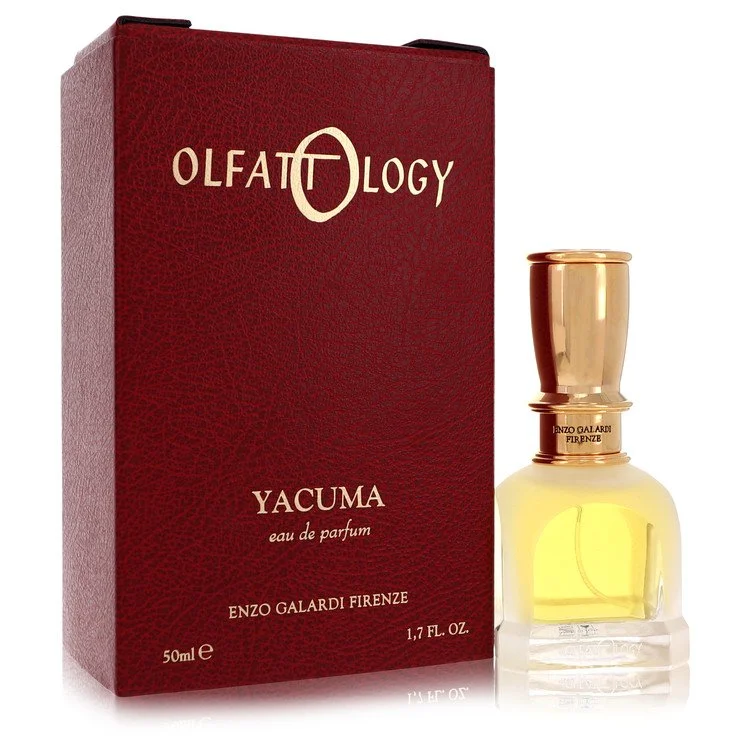 OLFATTOLOGY
YACUMA
eau de parfum
ENZO GALARDI FIRENZE
50ml e
1,7 FL. OZ.
ENZO GALARDI
FIRENZE